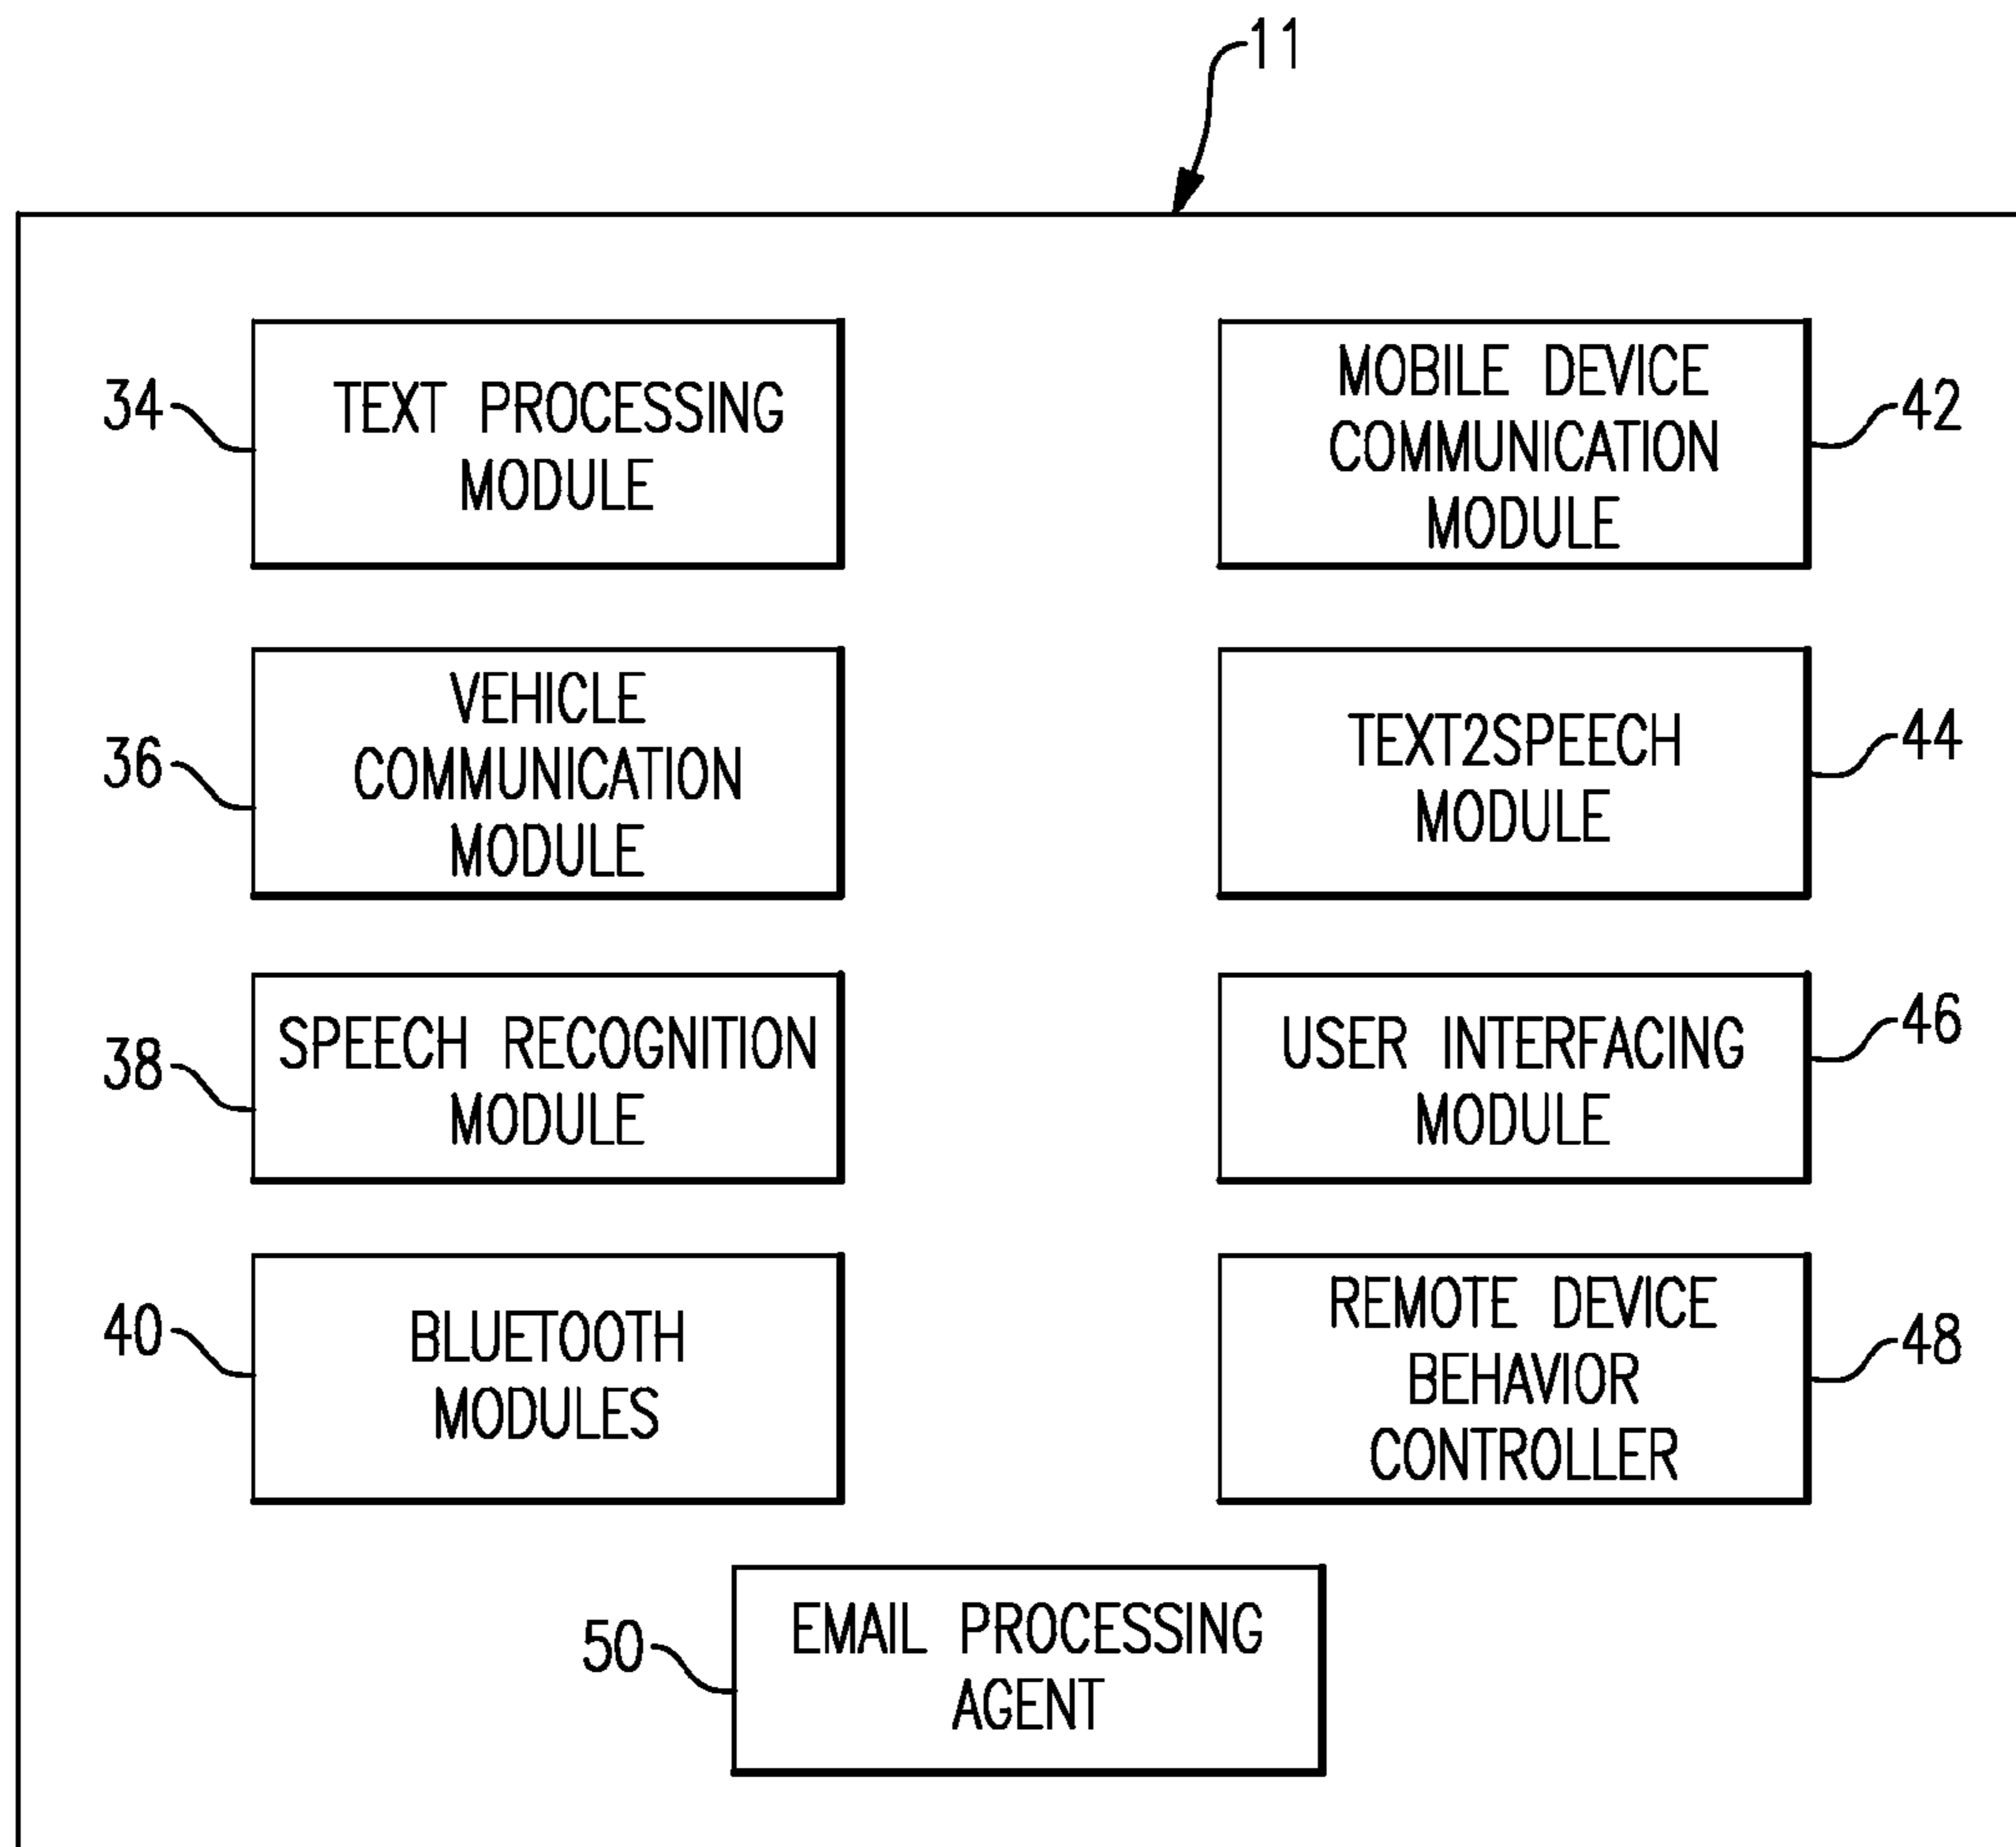 11
34
TEXT PROCESSING
MODULE
MOBILE DEVICE
COMMUNICATION
MODULE
42
36
VEHICLE
COMMUNICATION
MODULE
TEXT2SPEECH
MODULE
44
38
SPEECH RECOGNITION
MODULE
USER INTERFACING
MODULE
46
40
BLUETOOTH
MODULES
REMOTE DEVICE
BEHAVIOR
CONTROLLER
48
50
EMAIL PROCESSING
AGENT